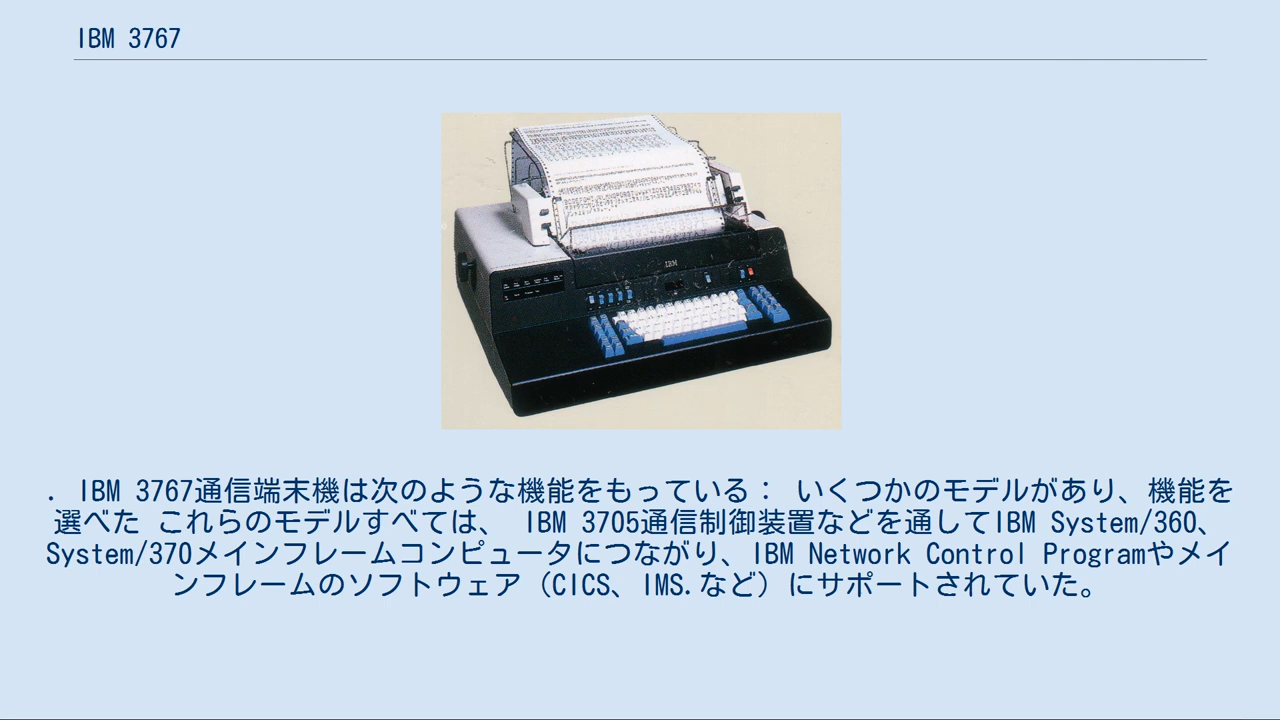 IBM 3767
IBM
. IBM 3767通信端末機は次のような機能をもっている： いくつかのモデルがあり、機能を
選べた これらのモデルすべては、 IBM 3705通信制御装置などを通してIBM System/360、
System/370メインフレームコンピュータにつながり、IBM Network Control Programやメイ
ンフレームのソフトウェア（CICS、IMS.など）にサポートされていた。